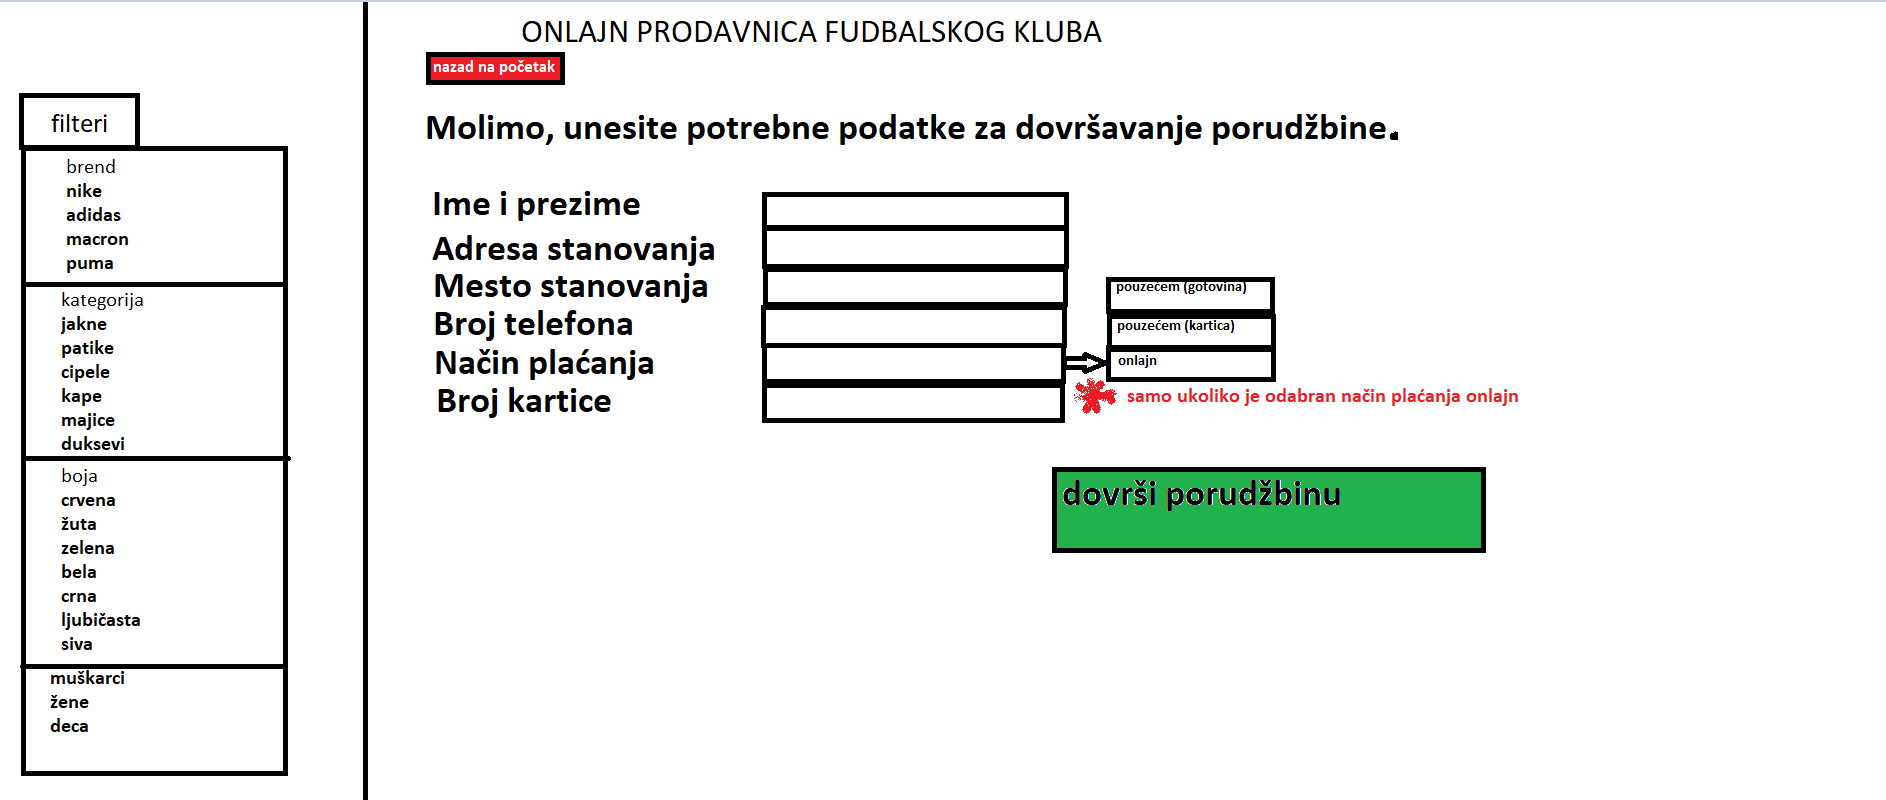 ONLAJN PRODAVNICA FUDBALSKOG KLUBA
nazad na početak
filteri
brend
nike
adidas
macron
puma
kategorija
jakne
patike
cipele
kape
majice
duksevi
boja
crvena
žuta
zelena
bela
crna
ljubičasta
siva
muškarci
žene
deca
Molimo, unesite potrebne podatke za dovršavanje porudžbine.
Ime i prezime
Adresa stanovanja
Mesto stanovanja
Broj telefona
Način plaćanja
Broj kartice
pouzećem (gotovina)
pouzećem (kartica)
onlajn
samo ukoliko je odabran način plaćanja onlajn
dovrši porudžbinu